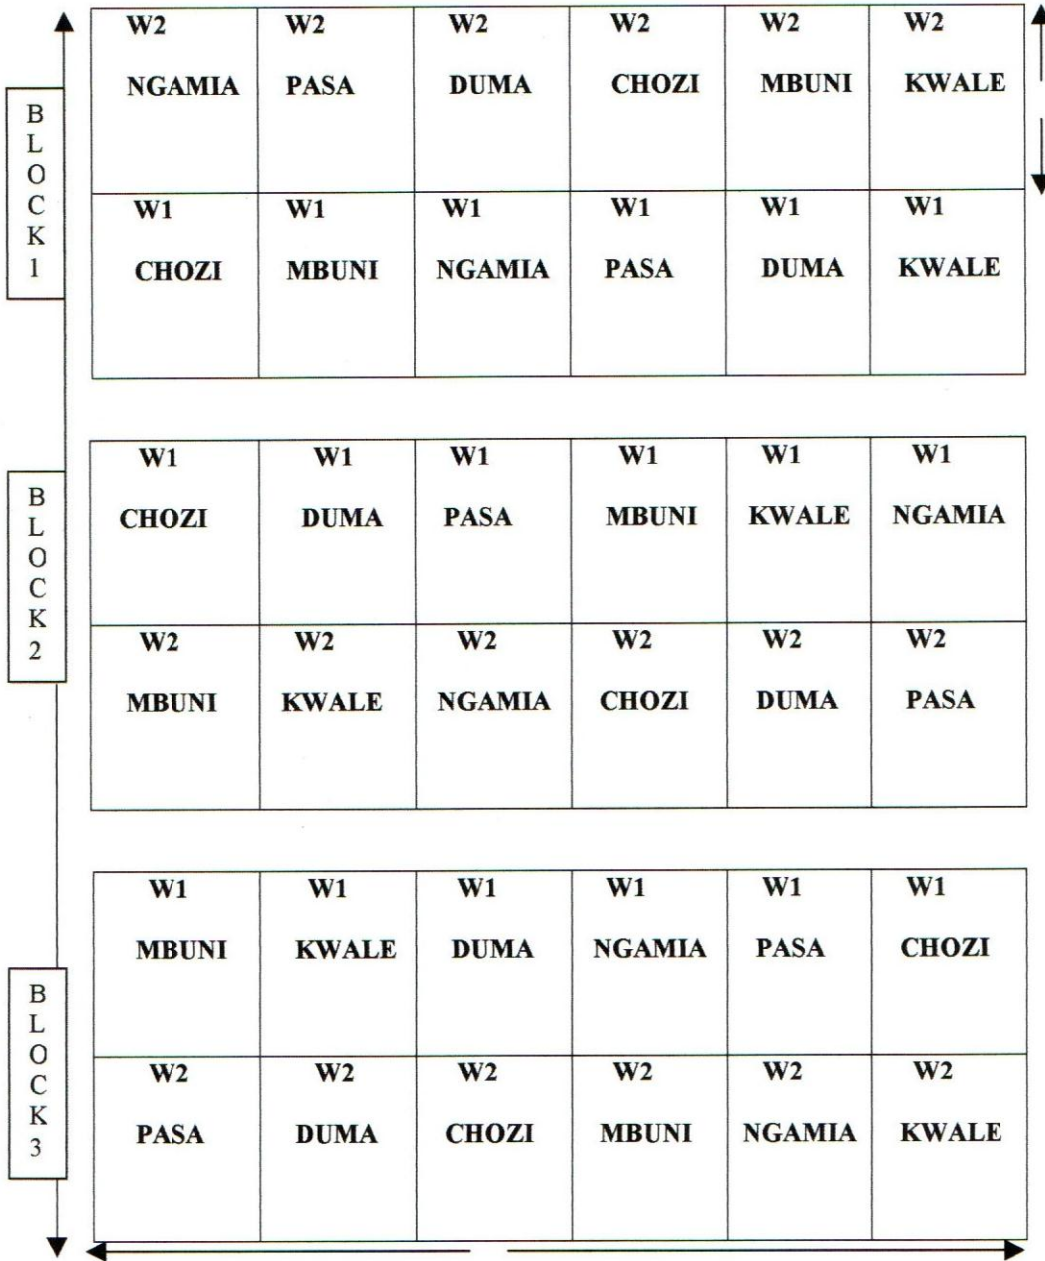 W2 W2 W2 W2 W2 W2
NGAMIA PASA DUMA CHOZI MBUNI KWALE
BLOCK 1
W1 W1 W1 W1 W1 W1
CHOZI MBUNI NGAMIA PASA DUMA KWALE
W1 W1 W1 W1 W1 W1
CHOZI DUMA PASA MBUNI KWALE NGAMIA
BLOCK 2
W2 W2 W2 W2 W2 W2
MBUNI KWALE NGAMIA CHOZI DUMA PASA
W1 W1 W1 W1 W1 W1
MBUNI KWALE DUMA NGAMIA PASA CHOZI
BLOCK 3
W2 W2 W2 W2 W2 W2
PASA DUMA CHOZI MBUNI NGAMIA KWALE